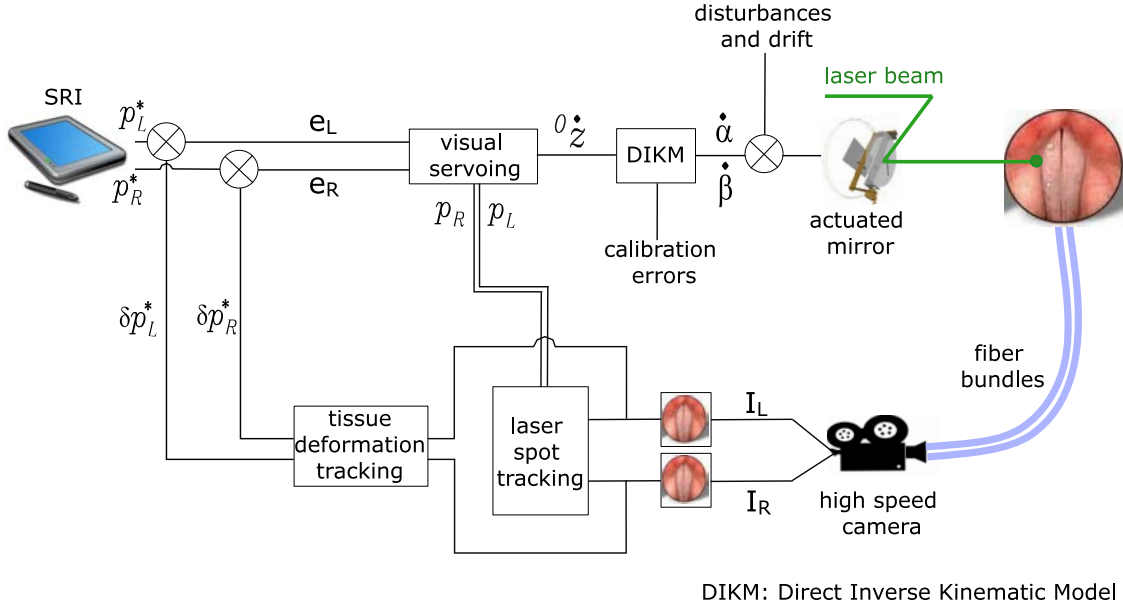 disturbances
and drift
laser beam
SRI
p*L
eL
visual
servoing
0ż
DIKM
α̇
β̇
p*R
eR
pR pL
actuated
mirror
calibration
errors
δp*L
δp*R
fiber
bundles
tissue
deformation
tracking
laser
spot
tracking
IL
IR
high speed
camera
DIKM: Direct Inverse Kinematic Model